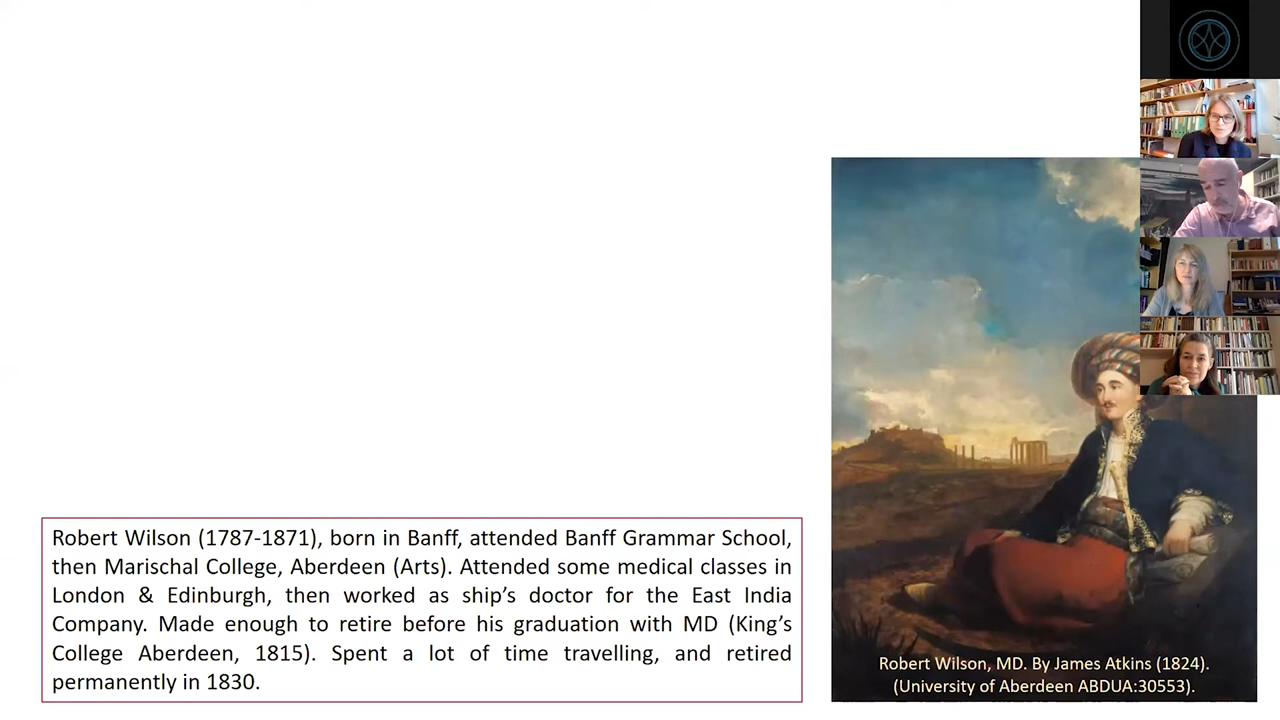 Robert Wilson (1787-1871), born in Banff, attended Banff Grammar School,
then Marischal College, Aberdeen (Arts). Attended some medical classes in
London & Edinburgh, then worked as ship’s doctor for the East India
Company. Made enough to retire before his graduation with MD (King’s
College Aberdeen, 1815). Spent a lot of time travelling, and retired
permanently in 1830.
Robert Wilson, MD. By James Atkins (1824).
(University of Aberdeen ABDUA:30553).